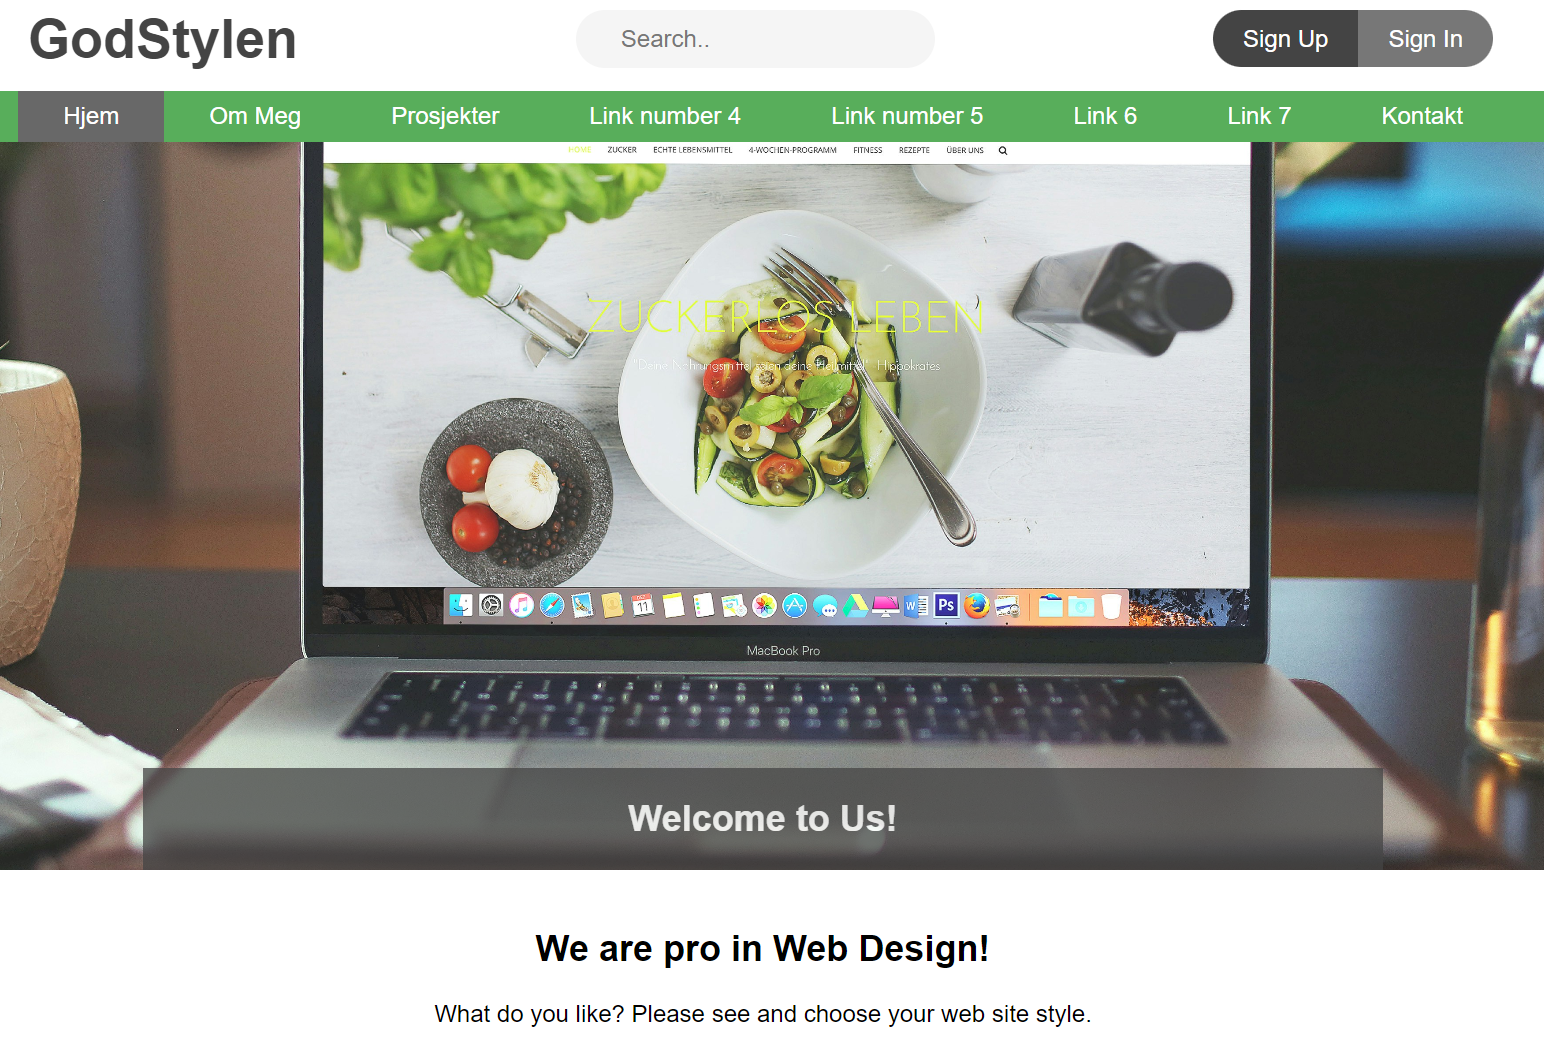 GodStylen
Search..
Sign Up Sign In
Hjem Om Meg Prosjekter Link number 4 Link number 5 Link 6 Link 7 Kontakt
HOME ZUCKER ECHTE LEBENSMITTEL 4-WOCHEN-PROGRAMM FITNESS REZEPTE ÜBER UNS
ZUCKERLOS LEBEN
"Deine Nahrungsmittel seien deine Heilmittel" - Hippokrates
11
W
Ps
MacBook Pro
Welcome to Us!
We are pro in Web Design!
What do you like? Please see and choose your web site style.